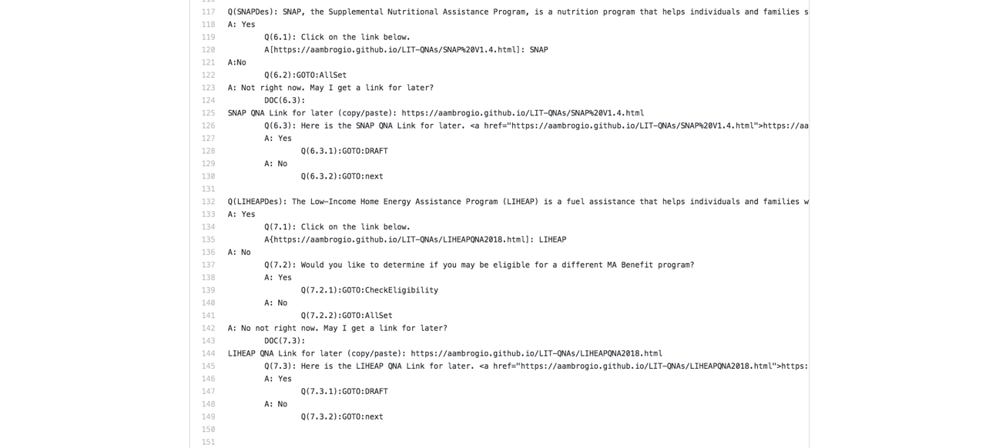 117 Q(SNAPDes): SNAP, the Supplemental Nutritional Assistance Program, is a nutrition program that helps individuals and families s
118 A: Yes
119 Q(6.1): Click on the link below.
120 A[https://aambrogio.github.io/LIT-QNAs/SNAP%20V1.4.html]: SNAP
121 A:No
122 Q(6.2):GOTO:AllSet
123 A: Not right now. May I get a link for later?
124 DOC(6.3):
125 SNAP QNA Link for later (copy/paste): https://aambrogio.github.io/LIT-QNAs/SNAP%20V1.4.html
126 Q(6.3): Here is the SNAP QNA Link for later. <a href="https://aambrogio.github.io/LIT-QNAs/SNAP%20V1.4.html">https://aa
127 A: Yes
128 Q(6.3.1):GOTO:DRAFT
129 A: No
130 Q(6.3.2):GOTO:next
131
132 Q(LIHEAPDes): The Low-Income Home Energy Assistance Program (LIHEAP) is a fuel assistance that helps individuals and families w
133 A: Yes
134 Q(7.1): Click on the link below.
135 A{https://aambrogio.github.io/LIT-QNAs/LIHEAPQNA2018.html]: LIHEAP
136 A: No
137 Q(7.2): Would you like to determine if you may be eligible for a different MA Benefit program?
138 A: Yes
139 Q(7.2.1):GOTO:CheckEligibility
140 A: No
141 Q(7.2.2):GOTO:AllSet
142 A: No not right now. May I get a link for later?
143 DOC(7.3):
144 LIHEAP QNA Link for later (copy/paste): https://aambrogio.github.io/LIT-QNAs/LIHEAPQNA2018.html
145 Q(7.3): Here is the LIHEAP QNA Link for later. <a href="https://aambrogio.github.io/LIT-QNAs/LIHEAPQNA2018.html">https:
146 A: Yes
147 Q(7.3.1):GOTO:DRAFT
148 A: No
149 Q(7.3.2):GOTO:next
150
151